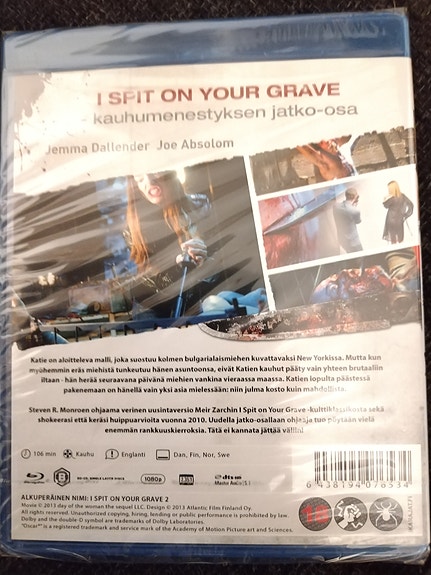 I SPIT ON YOUR GRAVE
- kauhumenestyksen jatko-osa
Jemma Dallender Joe Absolom
Katie on aloitteleva malli, joka suostuu kolmen bulgarialaismiehen kuvattavaksi New Yorkissa. Mutta kun
myöhemmin eräs miehistä tunkeutuu hänen asuntoonsa, eivät Katien kauhut pääty vain yhteen brutaaliin
iltaan - hän herää seuraavana päivänä miehen vankina vieraassa maassa. Katien lopulta päästessä
pakenemaan on hänellä vain yksi asia mielessään: niin julma kosto kuin mahdollista.
Steven R. Monroen ohjaama verinen uusintaversio Meir Zarchin I Spit on Your Grave -kulttiklassikosta sekä
shokeerasi että keräsi huippuarvioita vuonna 2010. Uudella jatko-osallaan ohjaaja tuo pöytään vielä
enemmän rankkuuskierroksia. Tätä ei kannata jättää väliin!
106 min Kauhu Englanti Dan, Fin, Nor, Swe
1080p dts
ALKUPERÄINEN NIMI: I SPIT ON YOUR GRAVE 2
Movie © 2013 day of the woman the sequel LLC. Design © 2013 Atlantic Film Finland Oy.
All rights reserved. Unauthorized copying, hiring, lending or public performance is prohibited by law.
Dolby and the double-D symbol are trademarks of Dolby Laboratories.
"Oscar®" is a registered trademark and service mark of the Academy of Motion Picture art and Sciences.
6 438194 076534
18